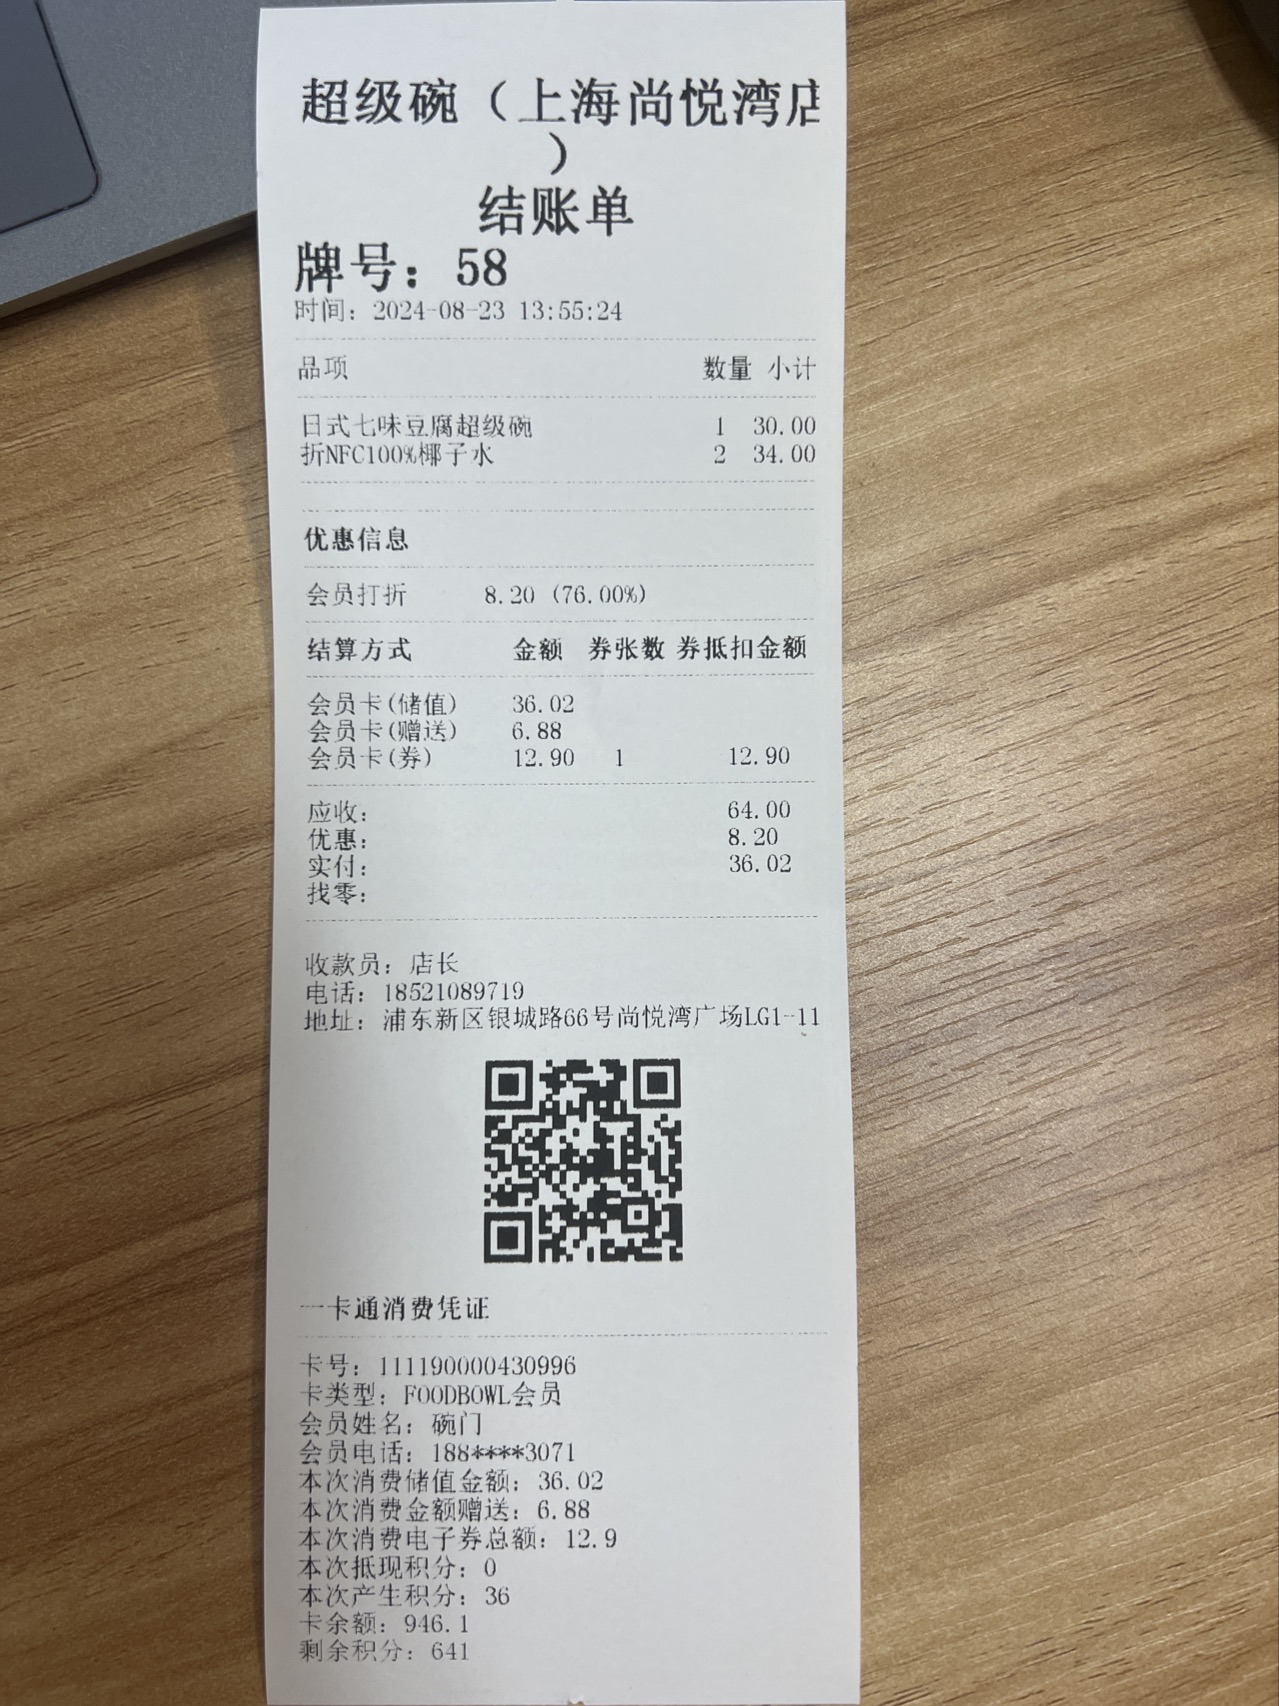 超级碗（上海尚悦湾店
）
结账单
牌号：58
时间：2024-08-23 13:55:24
品项 数量 小计
日式七味豆腐超级碗 1 30.00
折NFC100%椰子水 2 34.00
优惠信息
会员打折 8.20 (76.00%)
结算方式 金额 券张数 券抵扣金额
会员卡(储值) 36.02
会员卡(赠送) 6.88
会员卡(券) 12.90 1 12.90
应收： 64.00
优惠： 8.20
实付： 36.02
找零：
收款员：店长
电话：18521089719
地址：浦东新区银城路66号尚悦湾广场LG1-11
一卡通消费凭证
卡号：1111900000430996
卡类型：FOODBOWL会员
会员姓名：碗门
会员电话：188****3071
本次消费储值金额：36.02
本次消费金额赠送：6.88
本次消费电子券总额：12.9
本次抵现积分：0
本次产生积分：36
卡余额：946.1
剩余积分：641